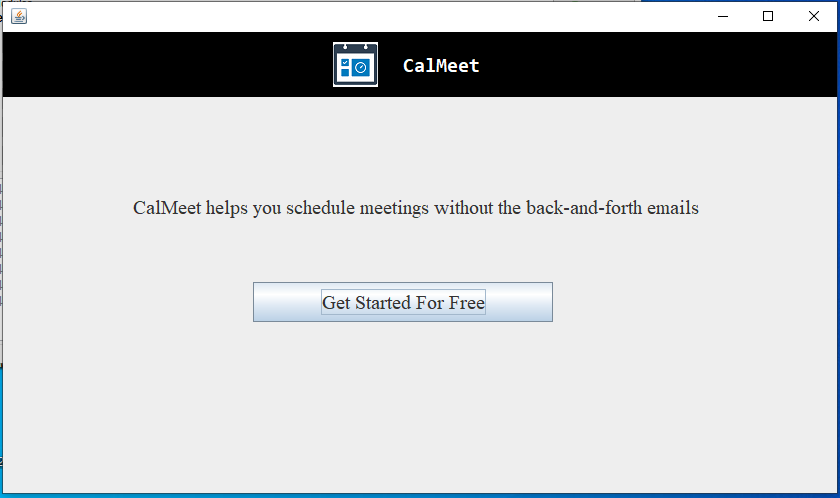 CalMeet
CalMeet helps you schedule meetings without the back-and-forth emails
Get Started For Free